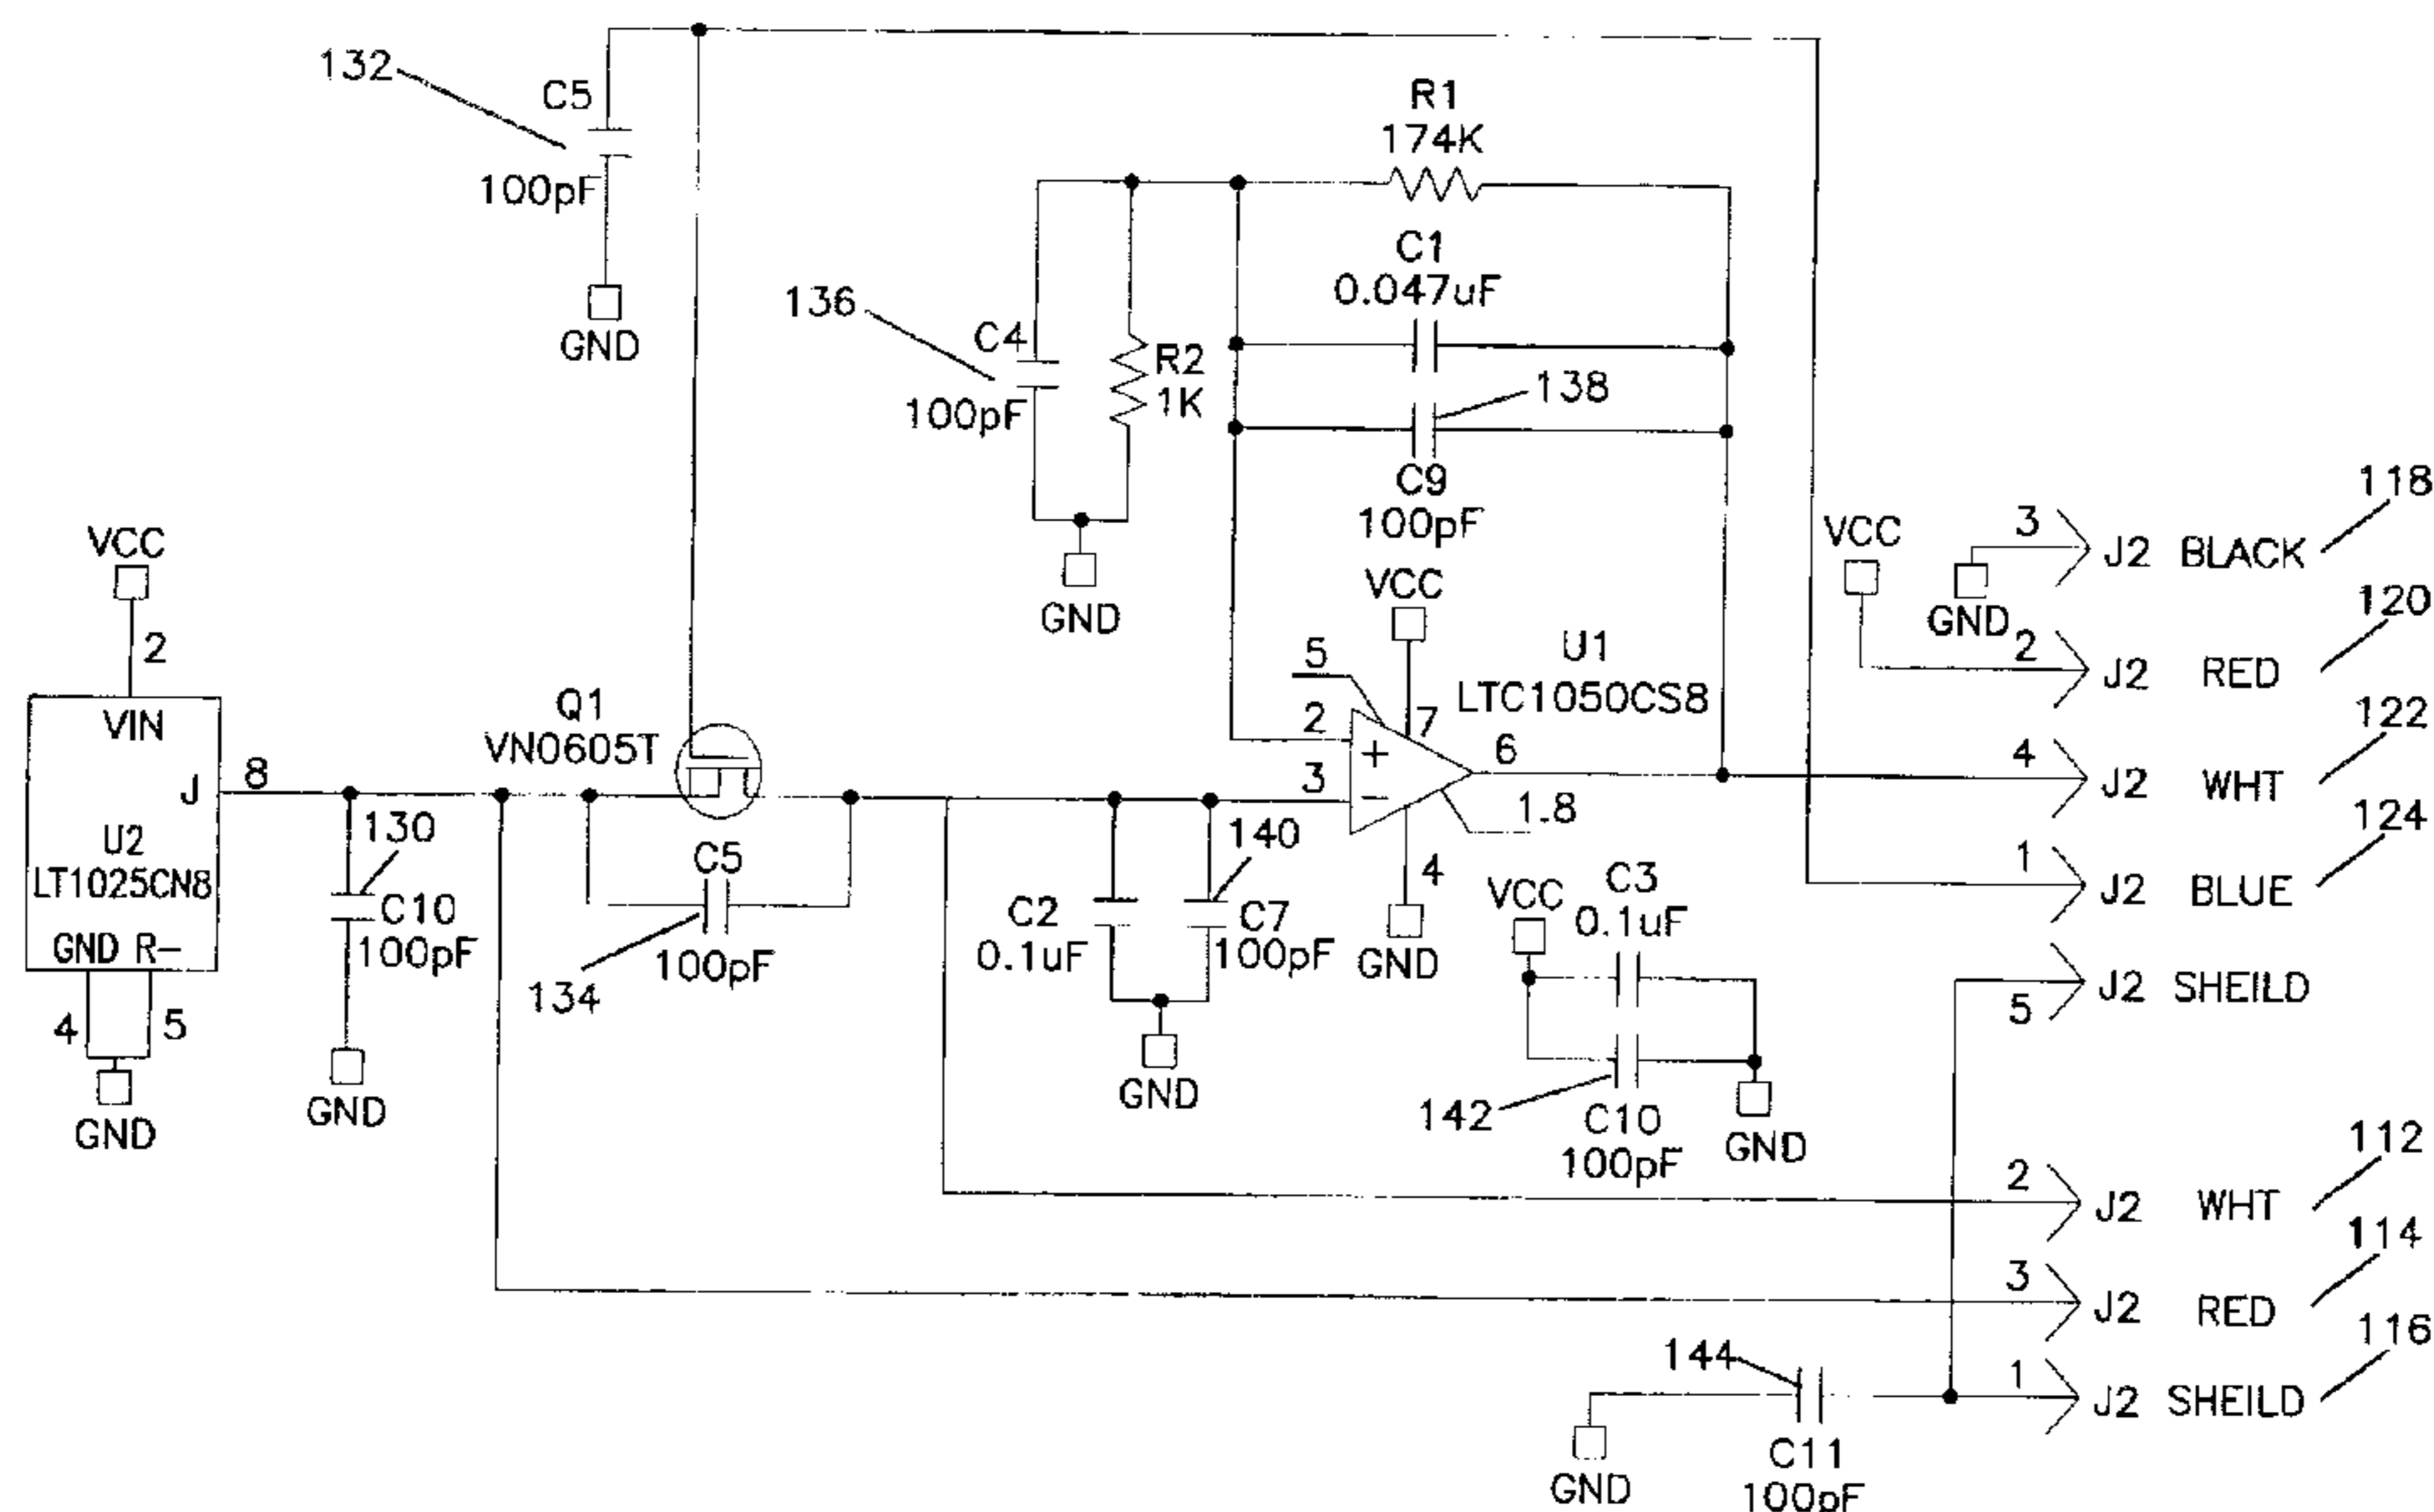 132
C5
100pF
GND
R1
174K
C1
0.047uF
136
C4
100pF
R2
1K
GND
138
C9
100pF
VCC
2
VIN
J
8
U2
LT1025CN8
GND R-
4
5
GND
130
C10
100pF
GND
Q1
VN0605T
C5
100pF
134
C2
0.1uF
140
C7
100pF
GND
VCC
5
7
U1
LTC1050CS8
2
+
3
-
6
1.8
4
GND
VCC
C3
0.1uF
142
C10
100pF
GND
3
J2 BLACK
118
GND
VCC
2
J2 RED
120
4
J2 WHT
122
1
J2 BLUE
124
5
J2 SHEILD
2
J2 WHT
112
3
J2 RED
114
1
J2 SHEILD
116
144
GND
C11
100pF